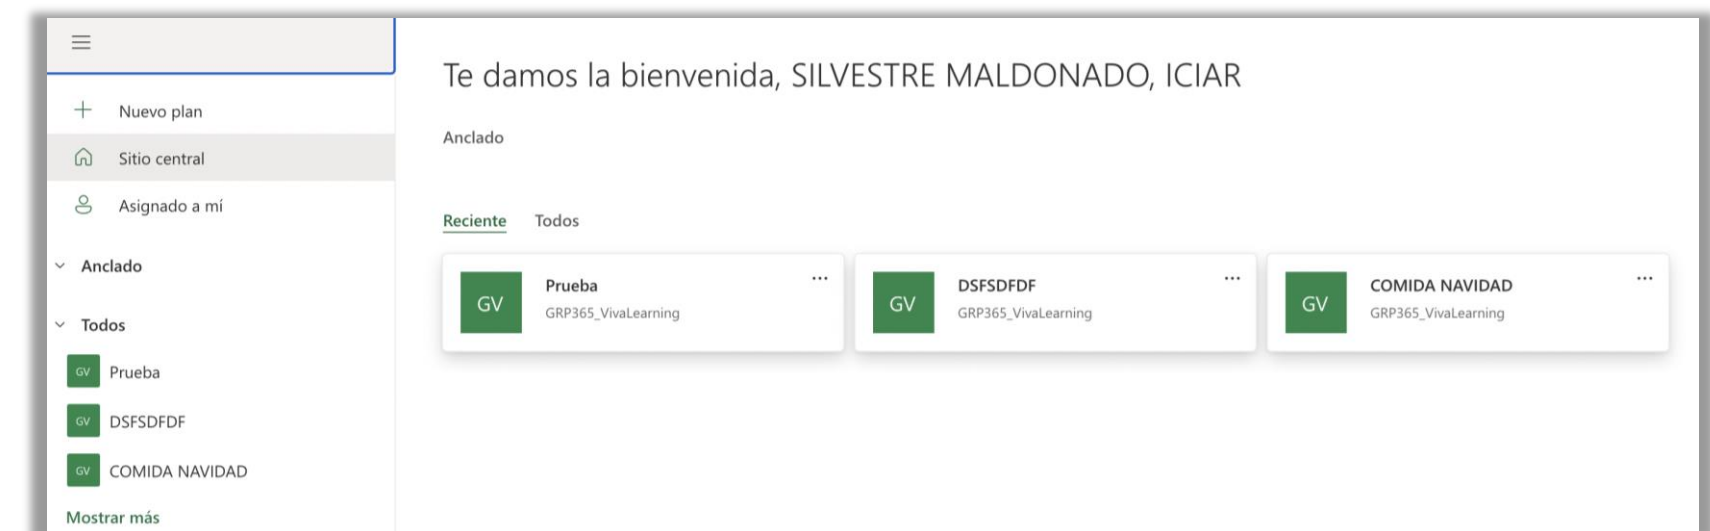 Nuevo plan
Sitio central
Asignado a mí
Anclado
Todos
GV Prueba
GV DSFSDFDF
GV COMIDA NAVIDAD
Mostrar más
Te damos la bienvenida, SILVESTRE MALDONADO, ICIAR
Anclado
Reciente Todos
GV
Prueba
GRP365_VivaLearning
GV
DSFSDFDF
GRP365_VivaLearning
GV
COMIDA NAVIDAD
GRP365_VivaLearning